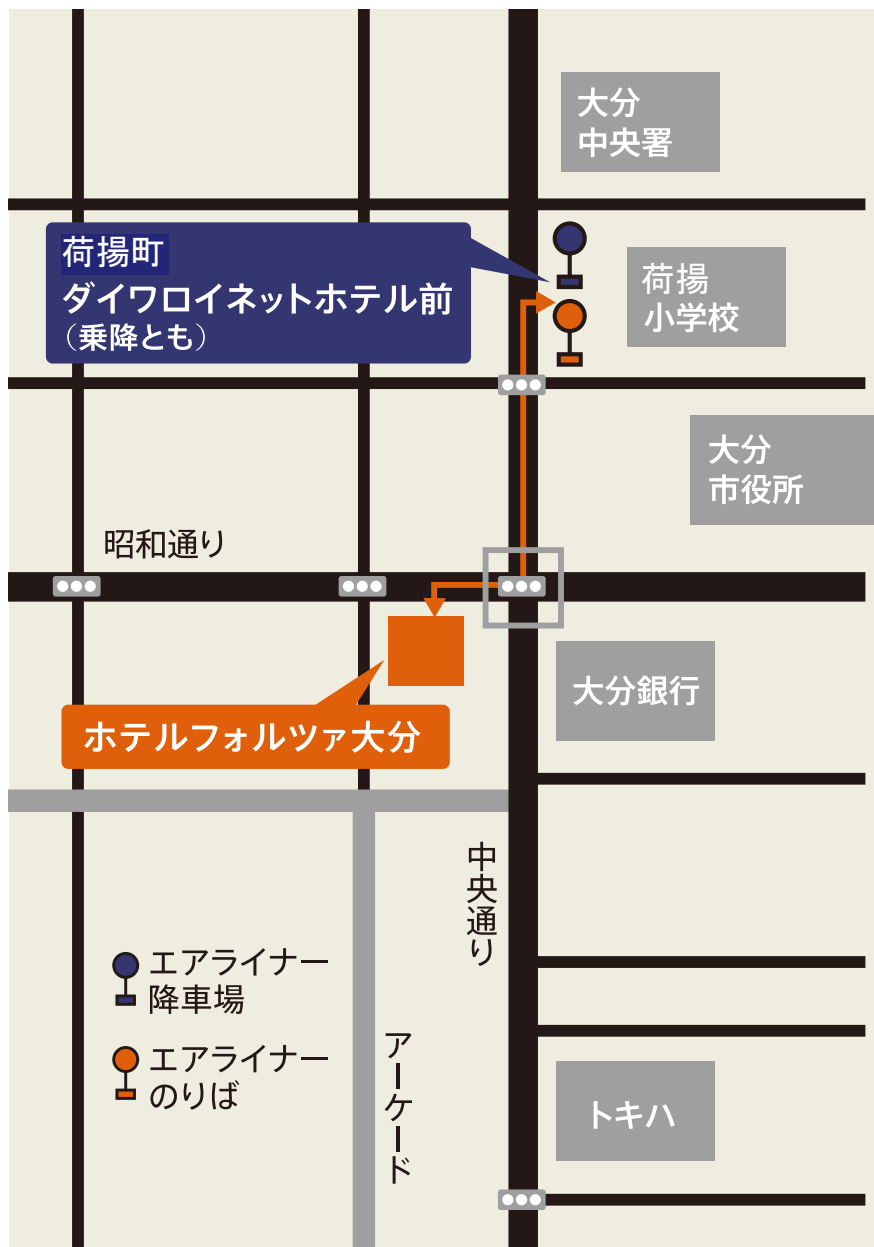 大分
中央署
荷揚町
ダイワロイネットホテル前
（乗降とも）
荷揚
小学校
大分
市役所
昭和通り
大分銀行
ホテルフォルツァ大分
中央通り
エアライナー
降車場
エアライナー
のりば
アーケード
トキハ